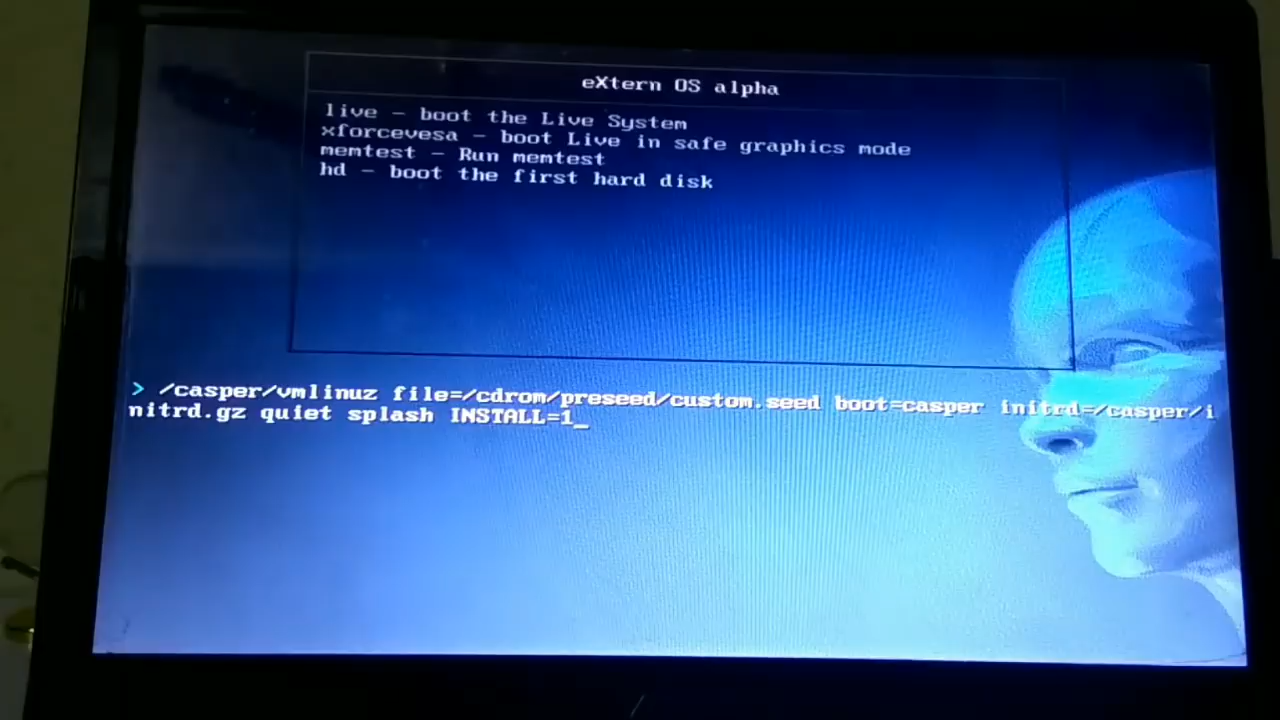 eXtern OS alpha
live - boot the Live System
xforcevesa - boot Live in safe graphics mode
memtest - Run memtest
hd - boot the first hard disk
> /casper/vmlinuz file=/cdrom/preseed/custom.seed boot=casper initrd=/casper/i
nitrd.gz quiet splash INSTALL=1_